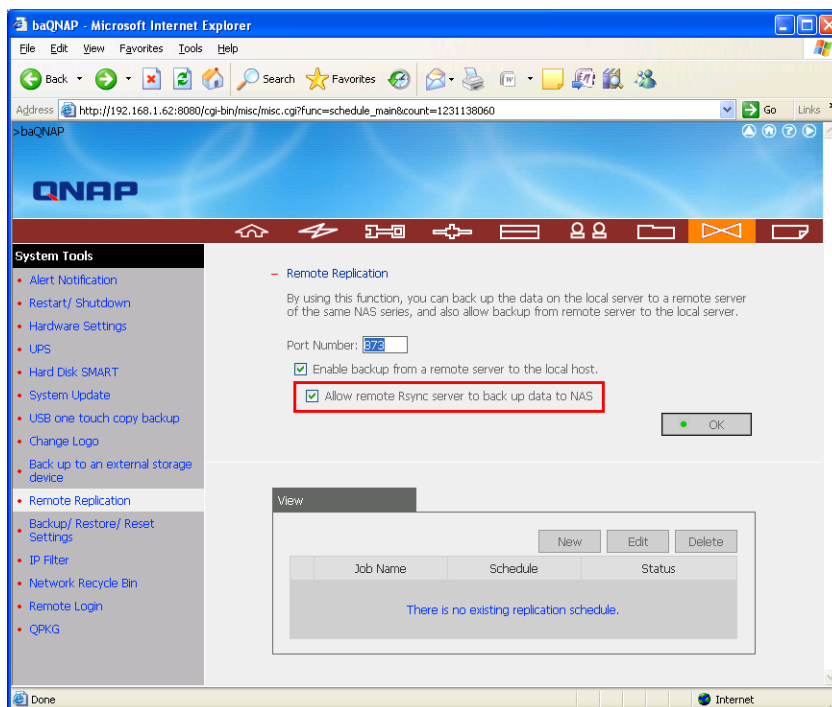 baQNAP - Microsoft Internet Explorer
File Edit View Favorites Tools Help
Back Search Favorites
Address http://192.168.1.62:8080/cgi-bin/misc/misc.cgi?func=schedule_main&count=1231138060 Go Links
>baQNAP
QNAP
System Tools
Alert Notification
Restart/ Shutdown
Hardware Settings
UPS
Hard Disk SMART
System Update
USB one touch copy backup
Change Logo
Back up to an external storage
device
Remote Replication
Backup/ Restore/ Reset
Settings
IP Filter
Network Recycle Bin
Remote Login
QPKG
– Remote Replication
By using this function, you can back up the data on the local server to a remote server
of the same NAS series, and also allow backup from remote server to the local server.
Port Number: 873
Enable backup from a remote server to the local host.
Allow remote Rsync server to back up data to NAS
OK
View
New Edit Delete
Job Name Schedule Status
There is no existing replication schedule.
Done Internet